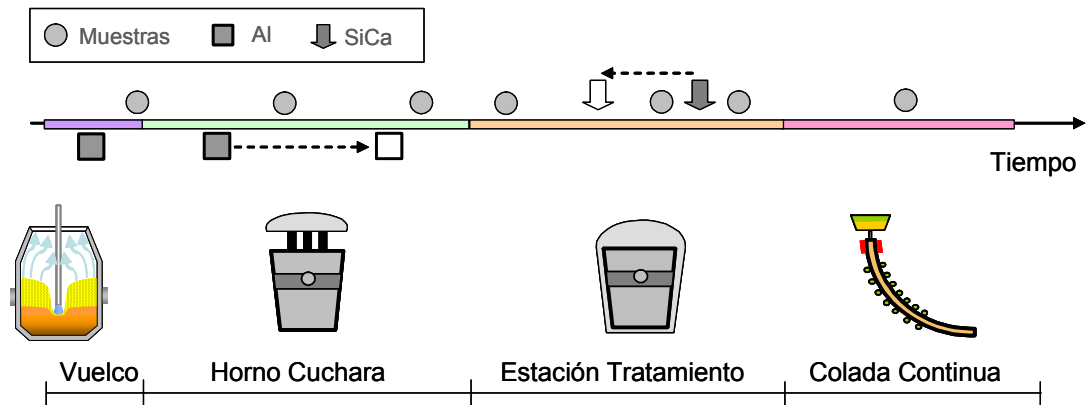 Muestras Al SiCa
Tiempo
Vuelco Horno Cuchara Estación Tratamiento Colada Continua